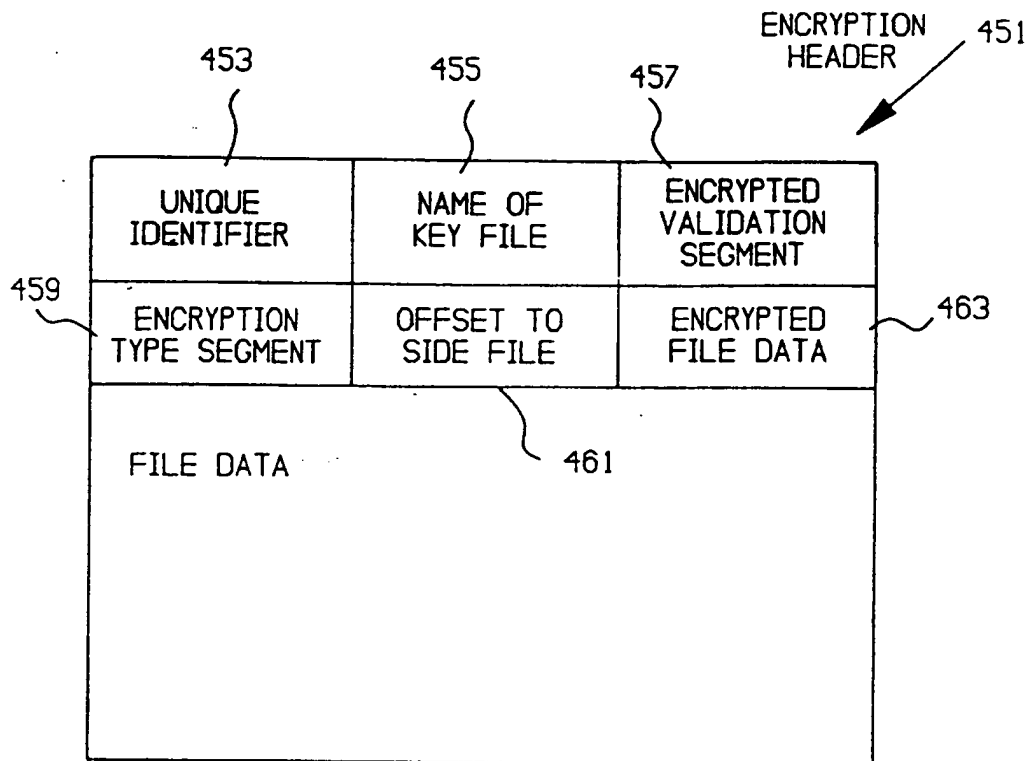 ENCRYPTION
HEADER
451
453
455
457
UNIQUE
IDENTIFIER
NAME OF
KEY FILE
ENCRYPTED
VALIDATION
SEGMENT
459
ENCRYPTION
TYPE SEGMENT
OFFSET TO
SIDE FILE
ENCRYPTED
FILE DATA
463
FILE DATA
461